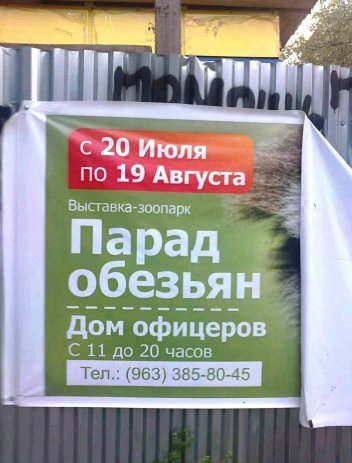 с 20 Июля
по 19 Августа
Выставка-зоопарк
Парад
обезьян
Дом офицеров
С 11 до 20 часов
Тел.: (963) 385-80-45